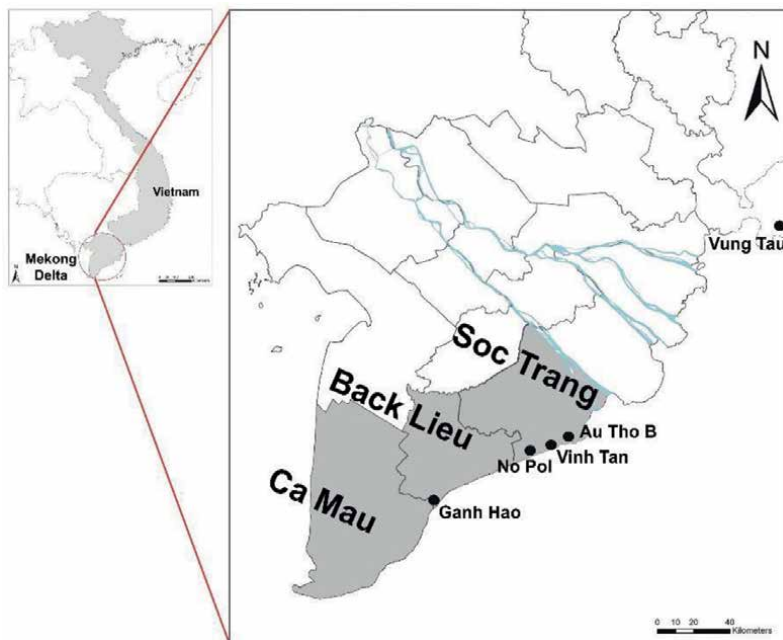 Vietnam
Mekong
Delta
N
N
Vung Tau
Soc Trang
Back Lieu
Au Tho B
Vinh Tan
No Pol
Ca Mau
Ganh Hao
0 10 20 40
Kilometers